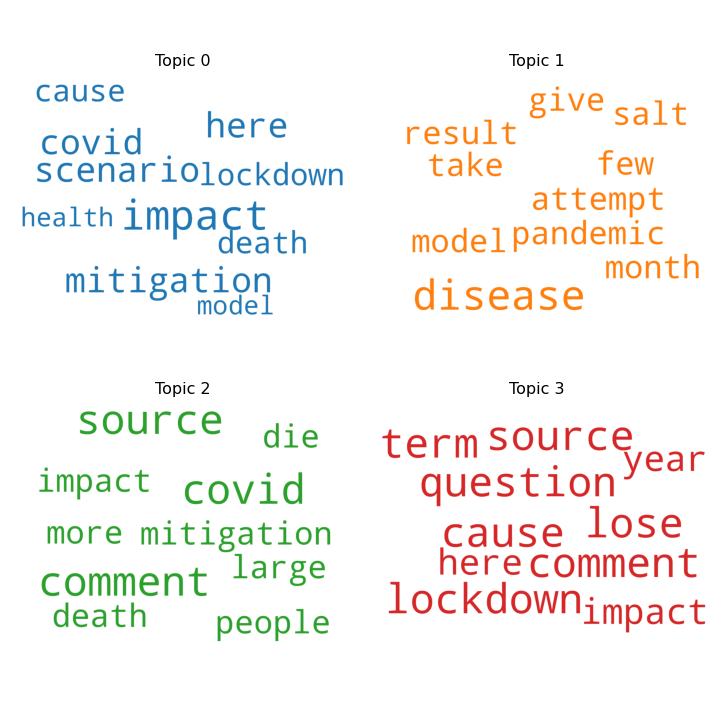 Topic 0
cause
here
covid
scenario
lockdown
health
impact
death
mitigation
model
Topic 1
give
salt
result
take
few
attempt
pandemic
model
month
disease
Topic 2
source
die
impact
covid
more
mitigation
large
comment
death
people
Topic 3
term
source
year
question
cause
lose
here
comment
lockdown
impact